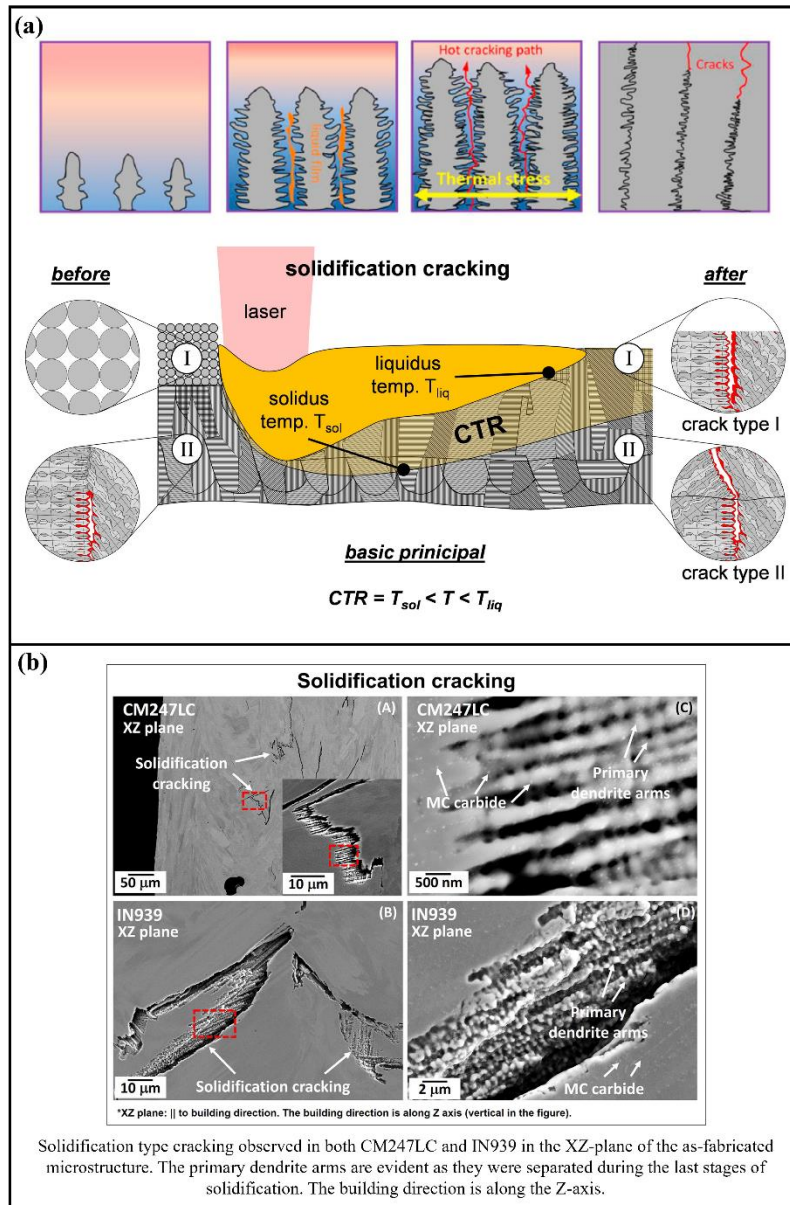 (a)
liquid film
Hot cracking path
Thermal stress
Cracks
before
solidification cracking
after
laser
I
liquidus
temp. Tliq
I
solidus
temp. Tsol
CTR
crack type I
II
II
basic prinicipal
crack type II
CTR = Tsol < T < Tliq
(b)
Solidification cracking
CM247LC
XZ plane
(A)
Solidification
cracking
50 µm
10 µm
CM247LC
XZ plane
(C)
Primary
dendrite arms
MC carbide
500 nm
IN939
XZ plane
(B)
10 µm
Solidification cracking
IN939
XZ plane
(D)
Primary
dendrite arms
MC carbide
2 µm
*XZ plane: || to building direction. The building direction is along Z axis (vertical in the figure).
Solidification type cracking observed in both CM247LC and IN939 in the XZ-plane of the as-fabricated
microstructure. The primary dendrite arms are evident as they were separated during the last stages of
solidification. The building direction is along the Z-axis.